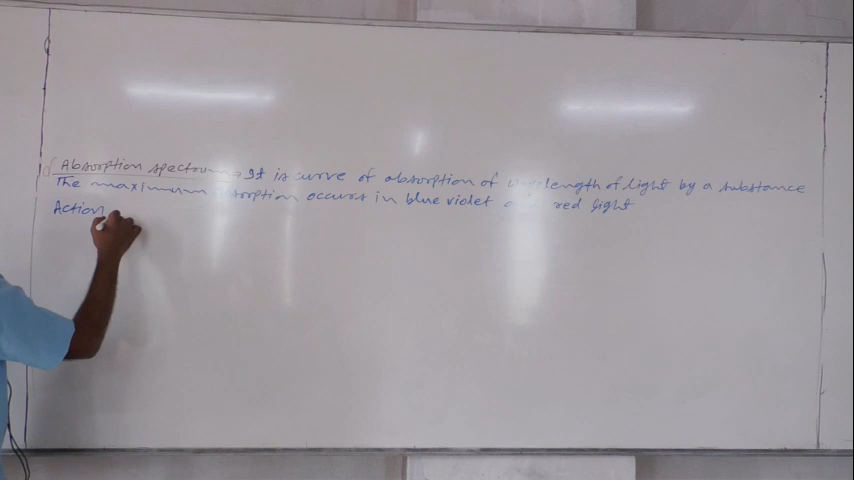 Absorption spectrum → It is curve of absorption of wavelength of light by a substance
The maximum absorption occurs in blue violet and red light
Action